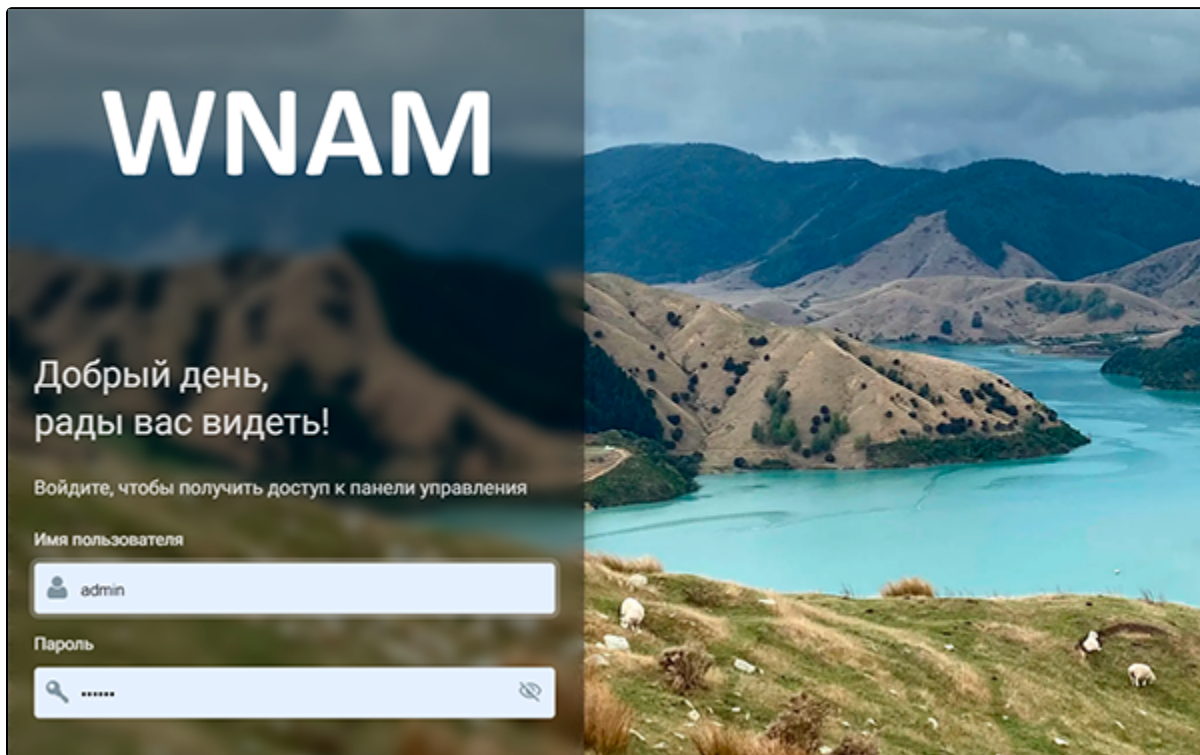 WNAM
Добрый день,
рады вас видеть!
Войдите, чтобы получить доступ к панели управления
Имя пользователя
admin
Пароль
••••••